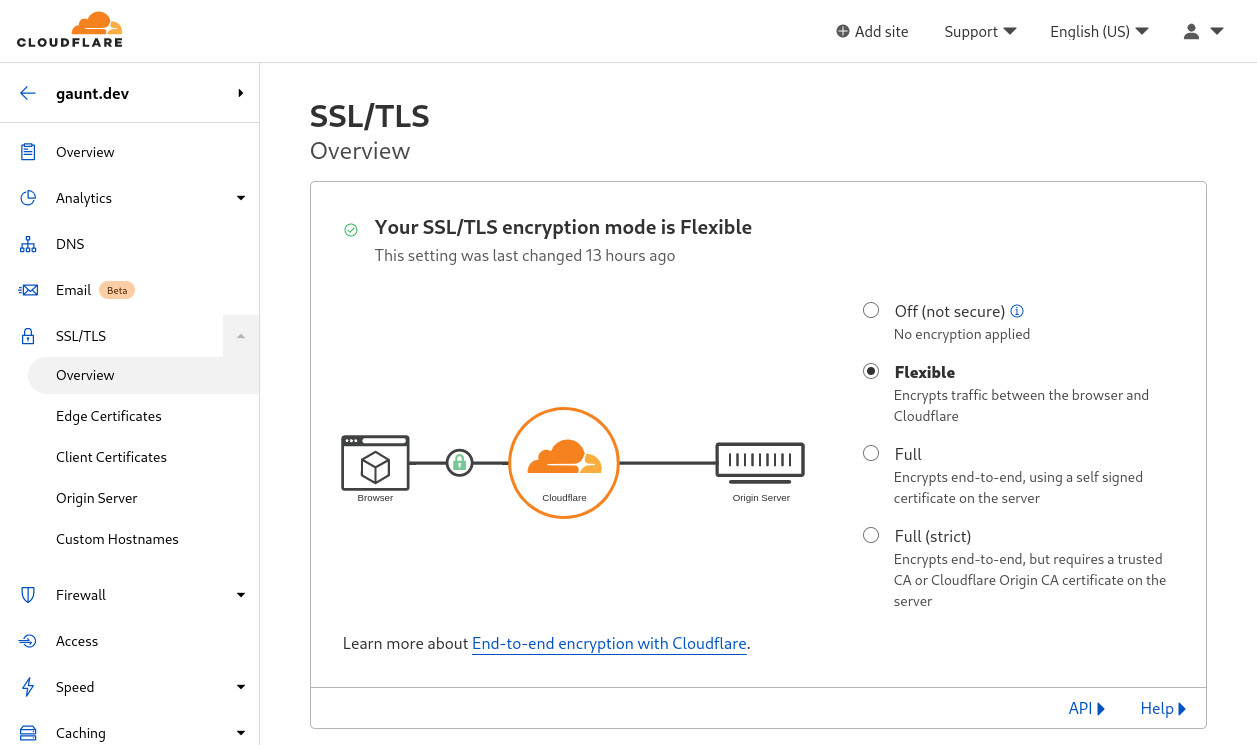 CLOUDFLARE
Add site
Support
English (US)
gaunt.dev
Overview
Analytics
DNS
Email Beta
SSL/TLS
Overview
Edge Certificates
Client Certificates
Origin Server
Custom Hostnames
Firewall
Access
Speed
Caching
SSL/TLS
Overview
Your SSL/TLS encryption mode is Flexible
This setting was last changed 13 hours ago
Browser
Cloudflare
Origin Server
Off (not secure)
No encryption applied
Flexible
Encrypts traffic between the browser and
Cloudflare
Full
Encrypts end-to-end, using a self signed
certificate on the server
Full (strict)
Encrypts end-to-end, but requires a trusted
CA or Cloudflare Origin CA certificate on the
server
Learn more about End-to-end encryption with Cloudflare.
API
Help